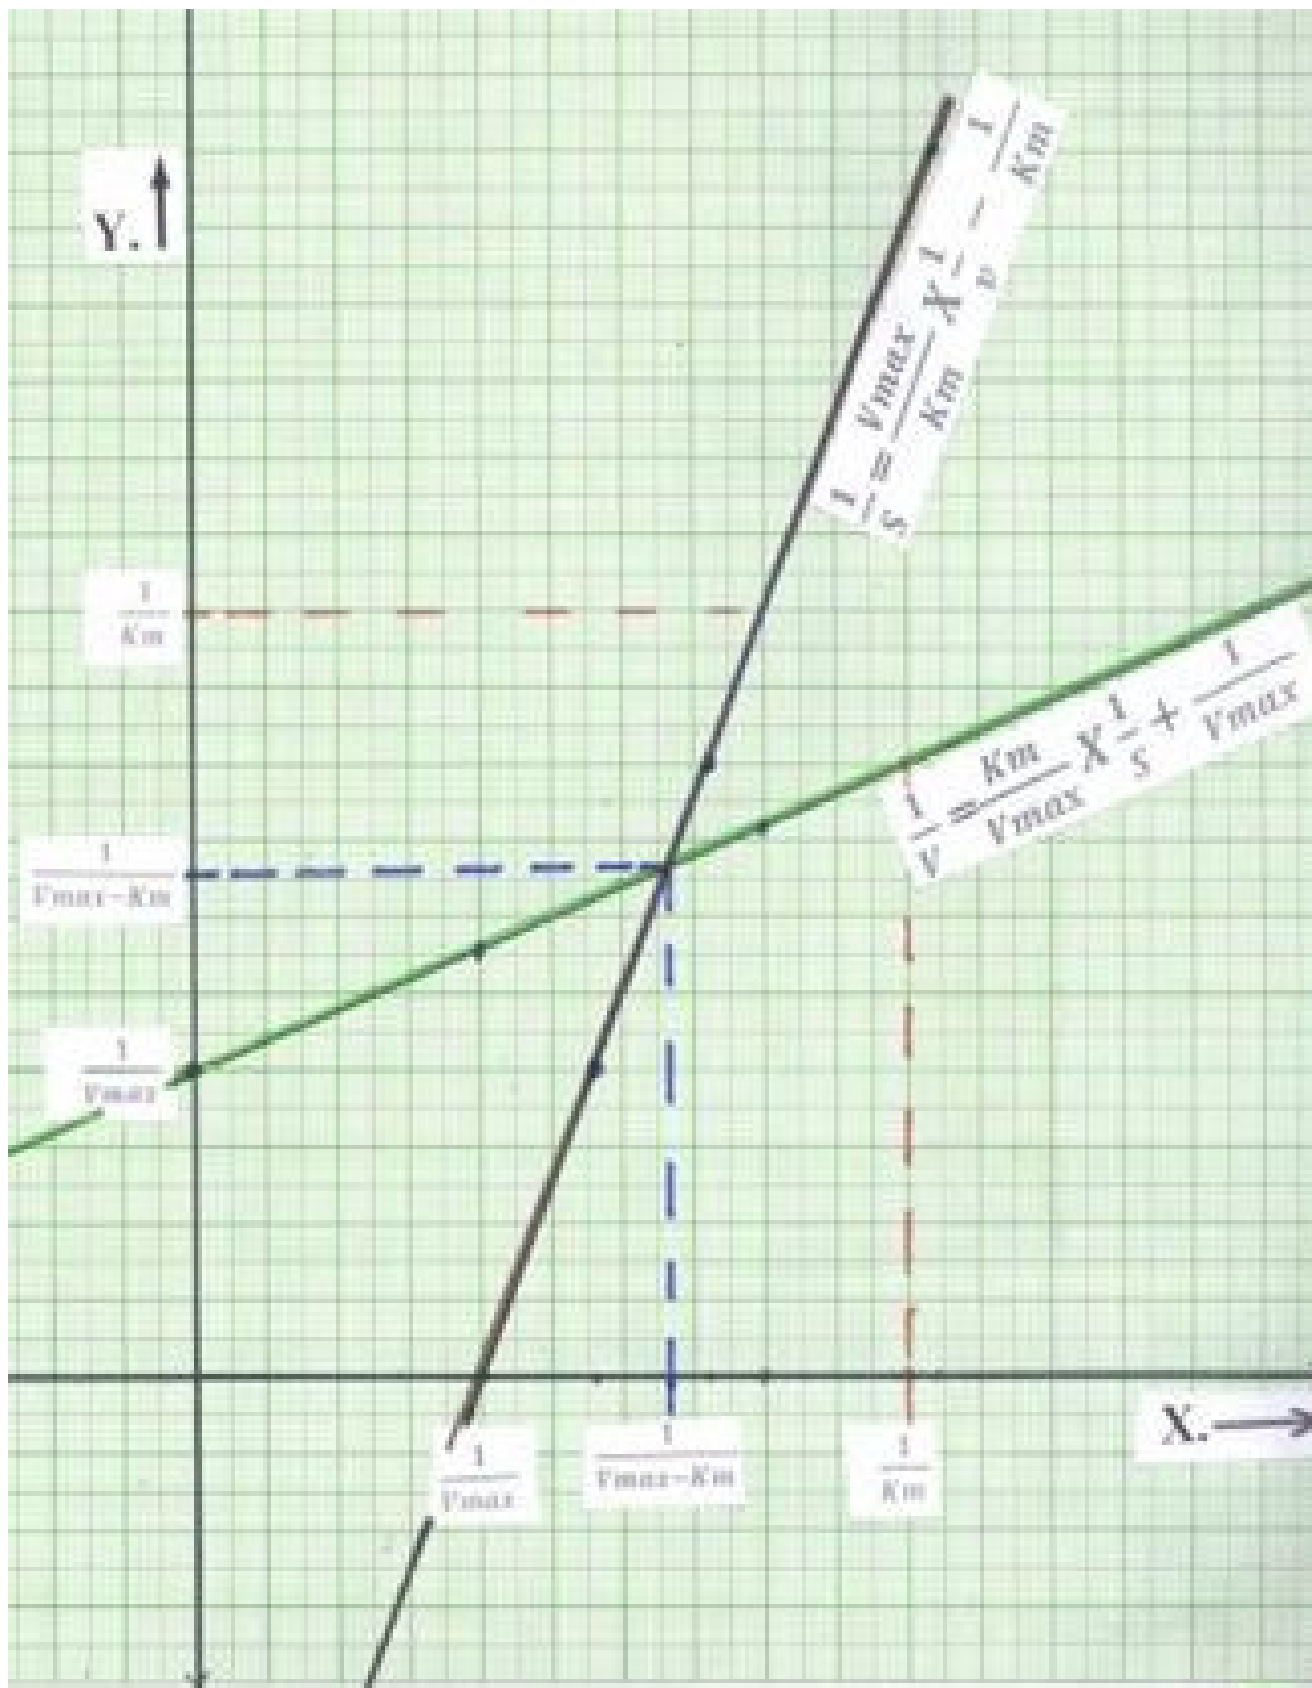 Y.
1/S = Vmax/Km X 1/v - 1/Km
1/Km
1/V = Km/Vmax X 1/S + 1/Vmax
1/Vmax-Km
1/Vmax
X.
1/Vmax
1/Vmax-Km
1/Km